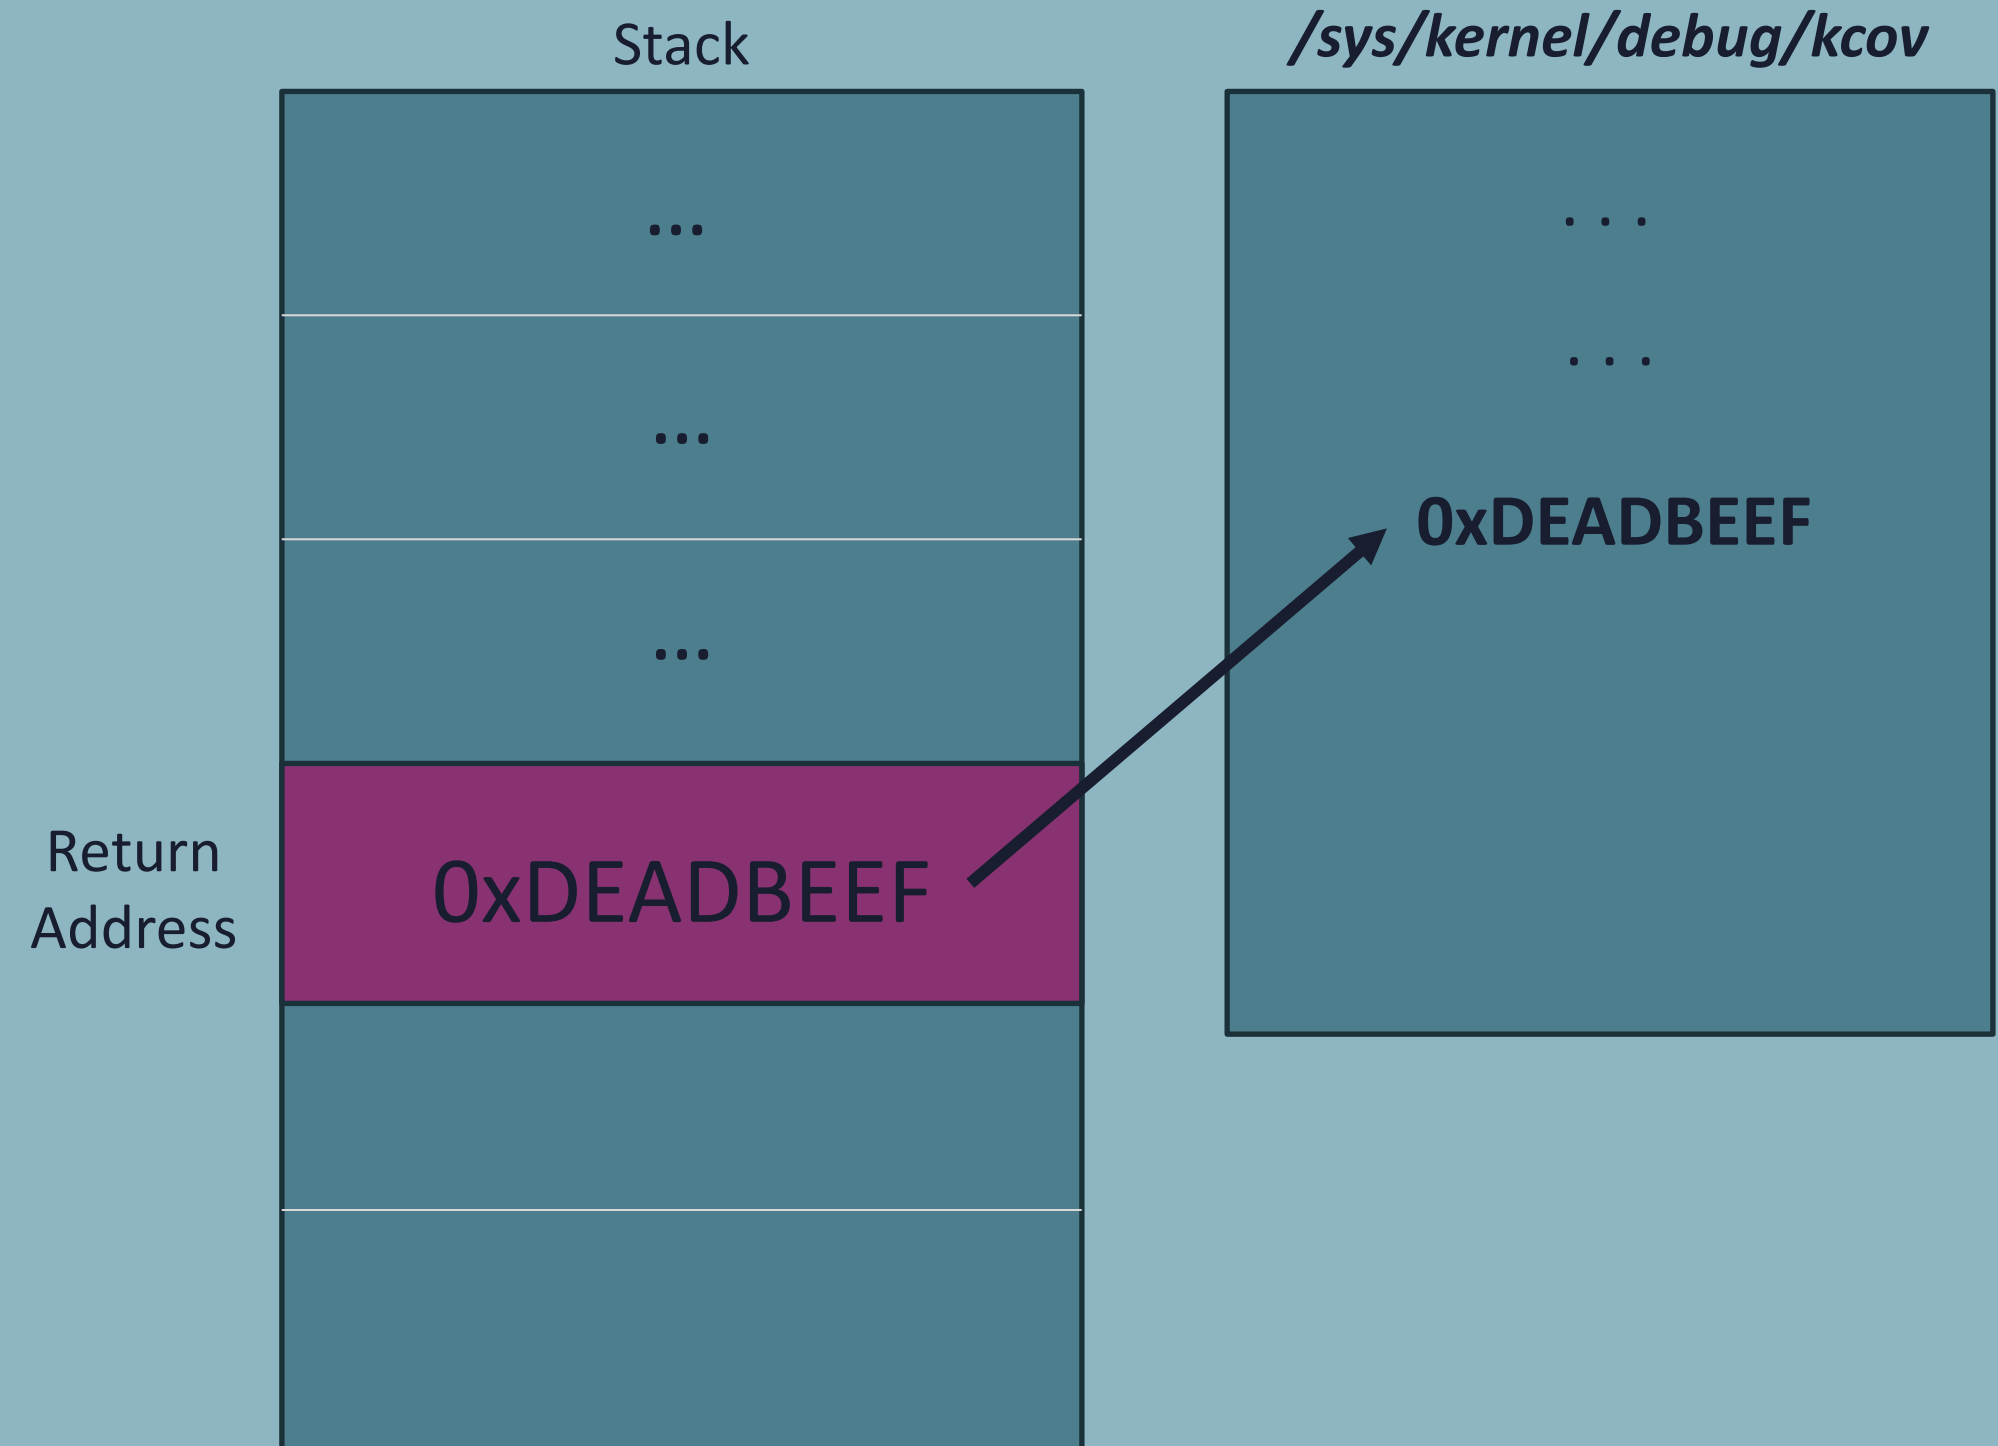 Stack
/sys/kernel/debug/kcov
...
. . .
. . .
...
0xDEADBEEF
...
Return
Address
0xDEADBEEF